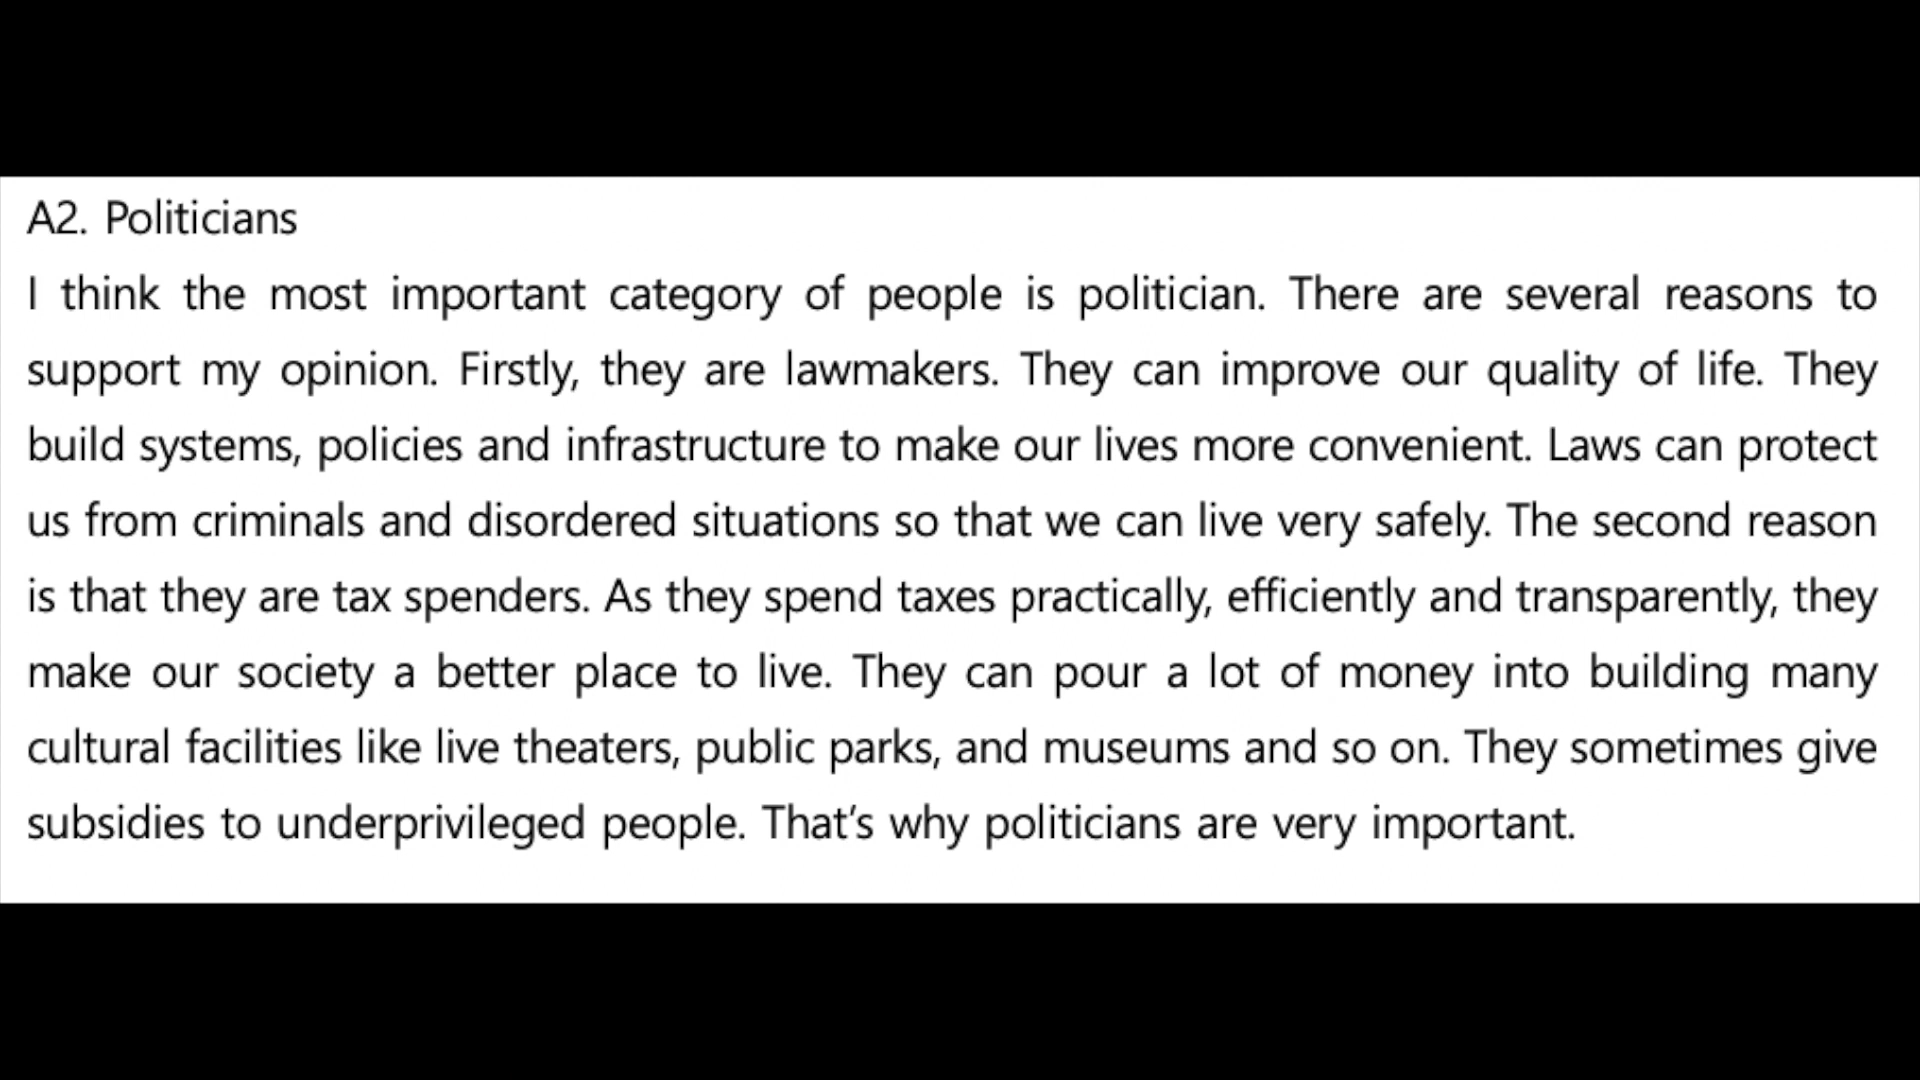 A2. Politicians
I think the most important category of people is politician. There are several reasons to
support my opinion. Firstly, they are lawmakers. They can improve our quality of life. They
build systems, policies and infrastructure to make our lives more convenient. Laws can protect
us from criminals and disordered situations so that we can live very safely. The second reason
is that they are tax spenders. As they spend taxes practically, efficiently and transparently, they
make our society a better place to live. They can pour a lot of money into building many
cultural facilities like live theaters, public parks, and museums and so on. They sometimes give
subsidies to underprivileged people. That’s why politicians are very important.